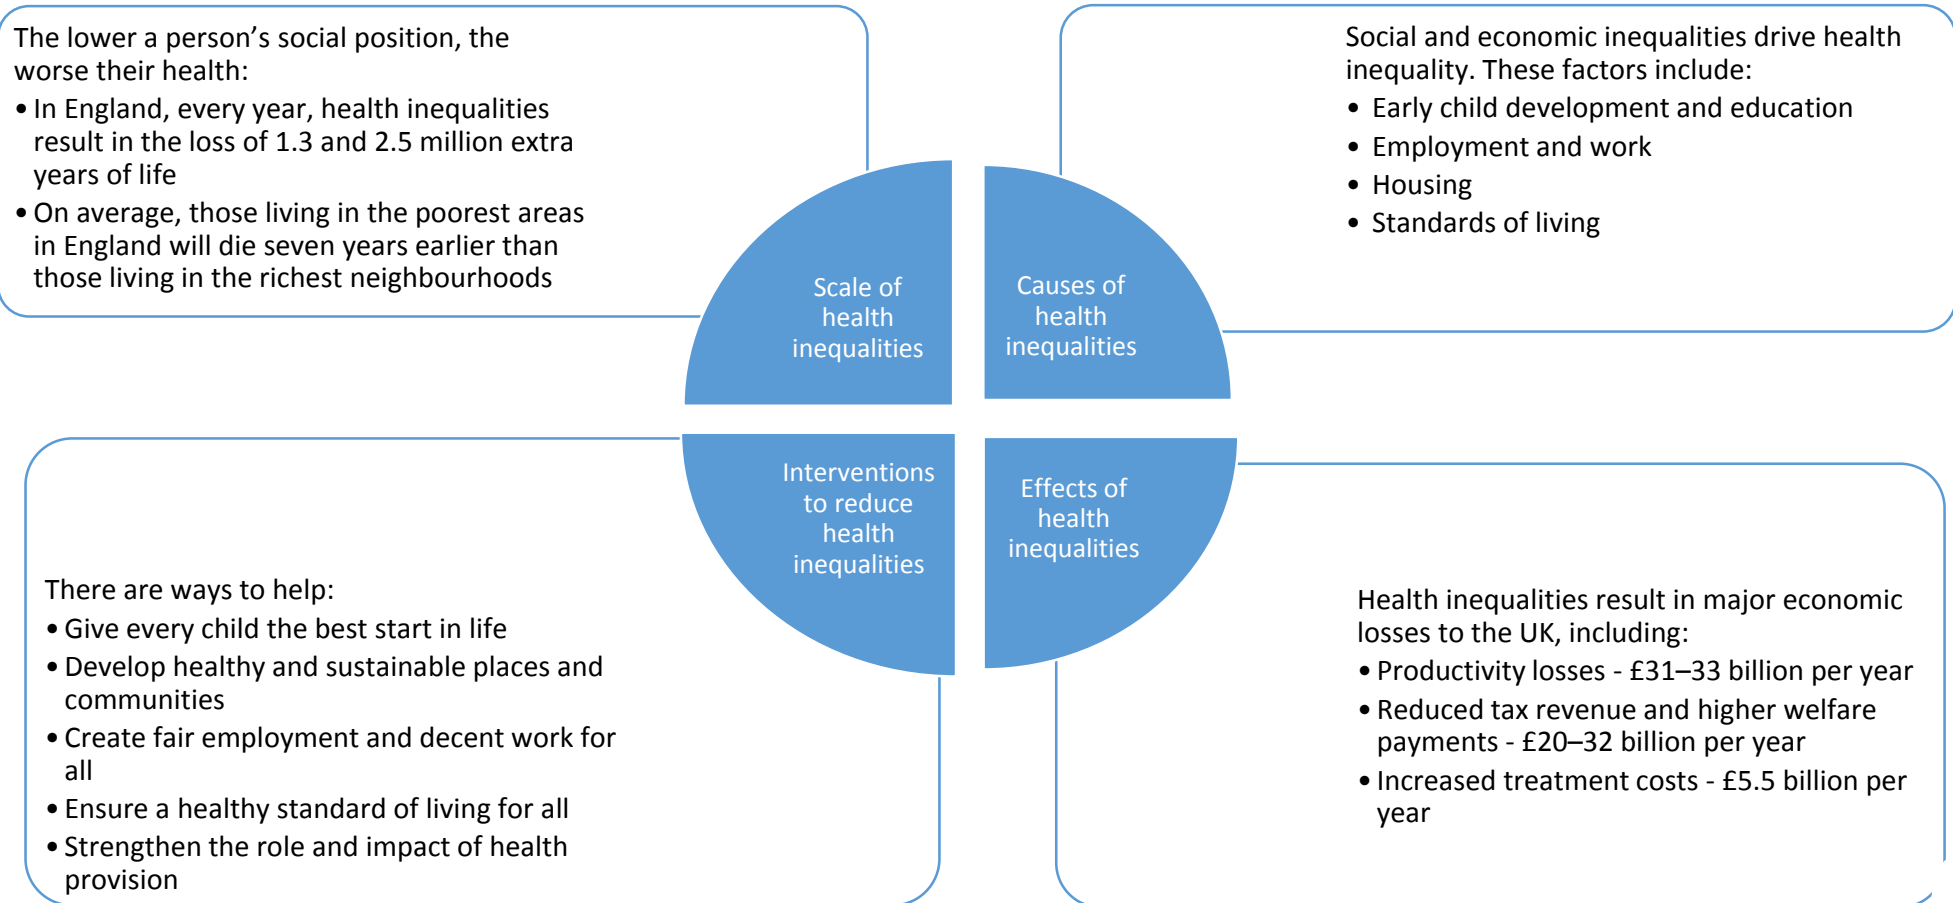 The lower a person's social position, the
worse their health:
• In England, every year, health inequalities
result in the loss of 1.3 and 2.5 million extra
years of life
• On average, those living in the poorest areas
in England will die seven years earlier than
those living in the richest neighbourhoods
Social and economic inequalities drive health
inequality. These factors include:
• Early child development and education
• Employment and work
• Housing
• Standards of living
Scale of
health
inequalities
Causes of
health
inequalities
Interventions
to reduce
health
inequalities
Effects of
health
inequalities
There are ways to help:
• Give every child the best start in life
• Develop healthy and sustainable places and
communities
• Create fair employment and decent work for
all
• Ensure a healthy standard of living for all
• Strengthen the role and impact of health
provision
Health inequalities result in major economic
losses to the UK, including:
• Productivity losses - £31–33 billion per year
• Reduced tax revenue and higher welfare
payments - £20–32 billion per year
• Increased treatment costs - £5.5 billion per
year